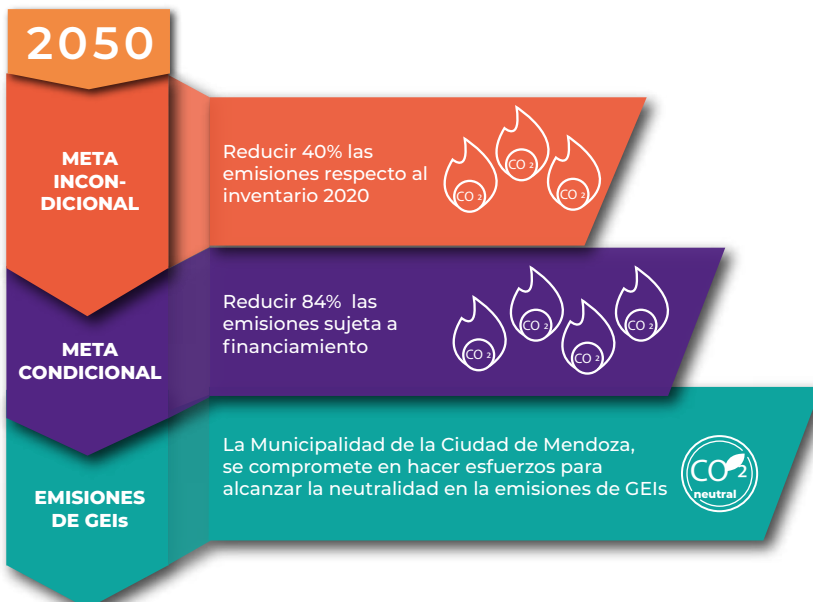 2050
META
INCON-
DICIONAL
Reducir 40% las
emisiones respecto al
inventario 2020
CO 2
CO 2
CO 2
META
CONDICIONAL
Reducir 84% las
emisiones sujeta a
financiamiento
CO 2
CO 2
CO 2
CO 2
EMISIONES
DE GEIs
La Municipalidad de la Ciudad de Mendoza,
se compromete en hacer esfuerzos para
alcanzar la neutralidad en la emisiones de GEIs
CO2
neutral